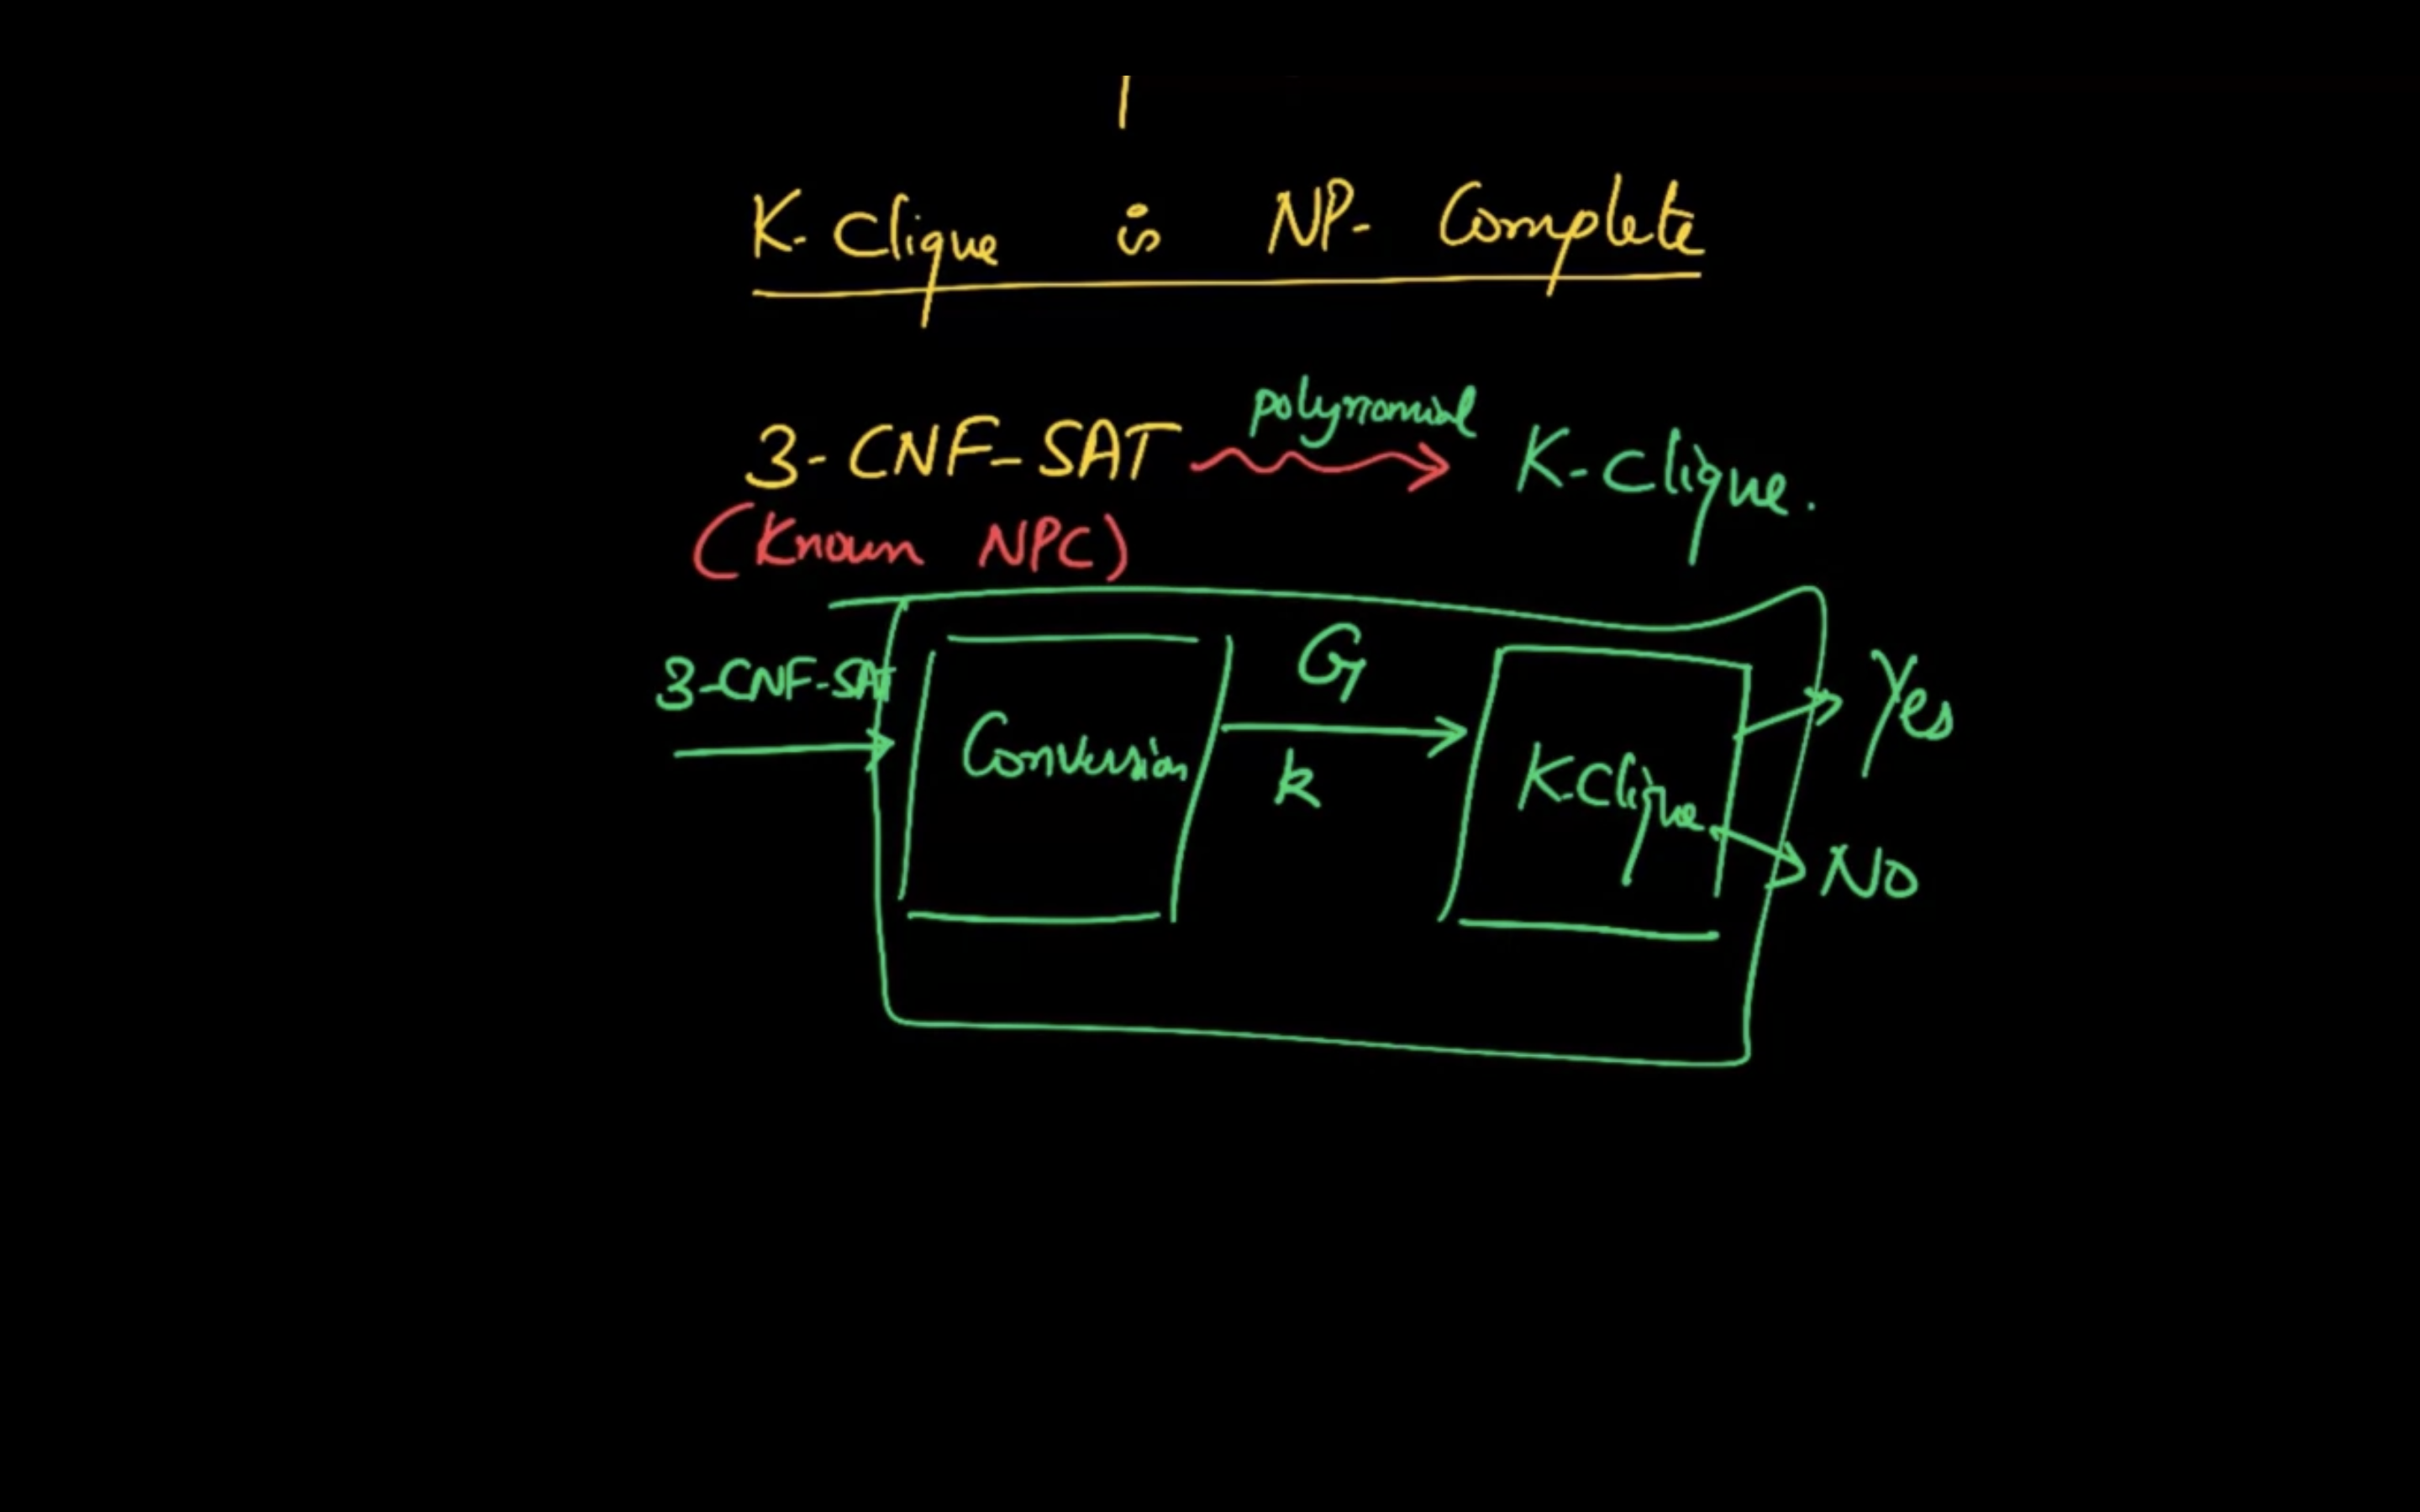 K-Clique is NP-Complete
3-CNF-SAT polynomial K-Clique.
(Known NPC)
3-CNF-SAT
Conversion
G
k
K-Clique
Yes
No